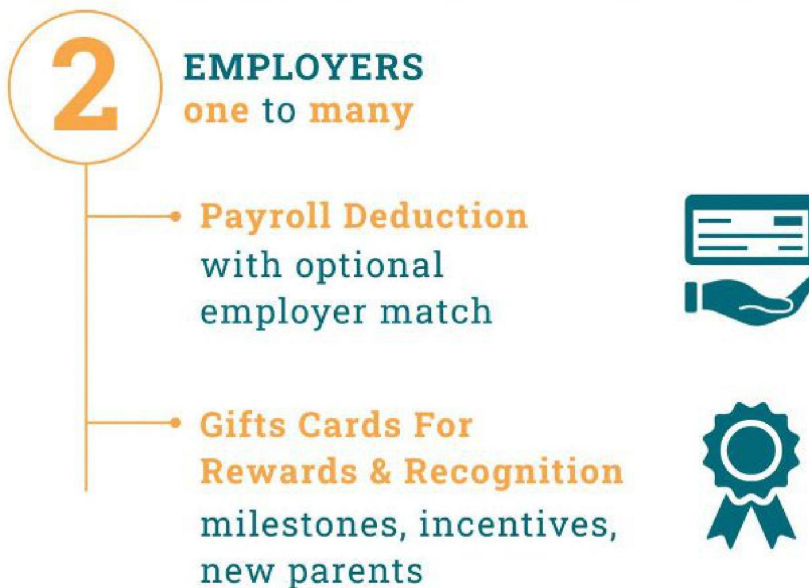 2
EMPLOYERS
one to many
Payroll Deduction
with optional
employer match
Gifts Cards For
Rewards & Recognition
milestones, incentives,
new parents